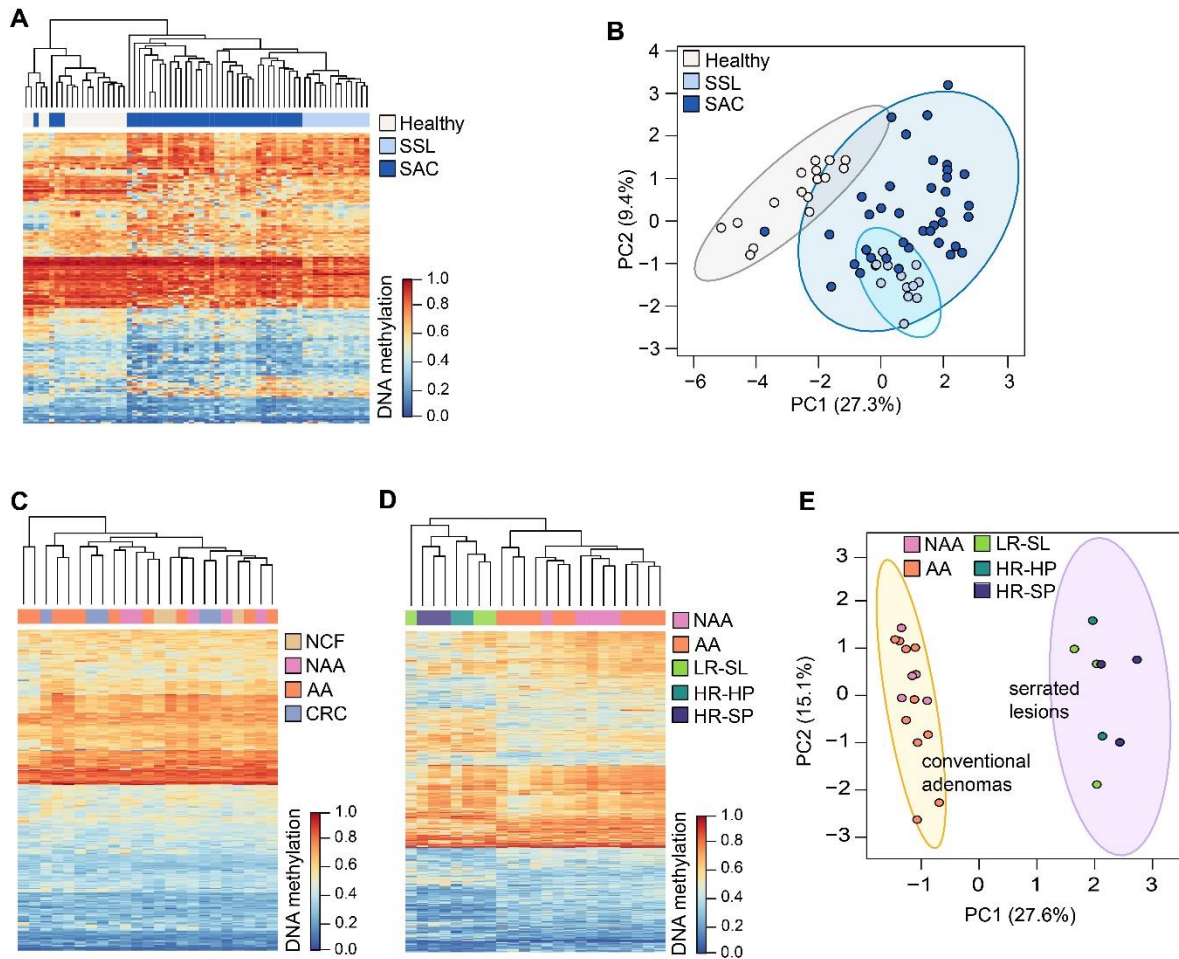 A
Healthy
SSL
SAC
DNA methylation
1.0
0.8
0.6
0.4
0.2
0.0
B
Healthy
SSL
SAC
PC2 (9.4%)
4
3
2
1
0
−1
−2
−3
−6
−4
−2
0
2
3
PC1 (27.3%)
C
NCF
NAA
AA
CRC
DNA methylation
1.0
0.8
0.6
0.4
0.2
0.0
D
NAA
AA
LR-SL
HR-HP
HR-SP
DNA methylation
1.0
0.8
0.6
0.4
0.2
0.0
E
NAA
AA
LR-SL
HR-HP
HR-SP
PC2 (15.1%)
3
2
1
0
−1
−2
−3
serrated
lesions
conventional
adenomas
−1
0
1
2
3
PC1 (27.6%)